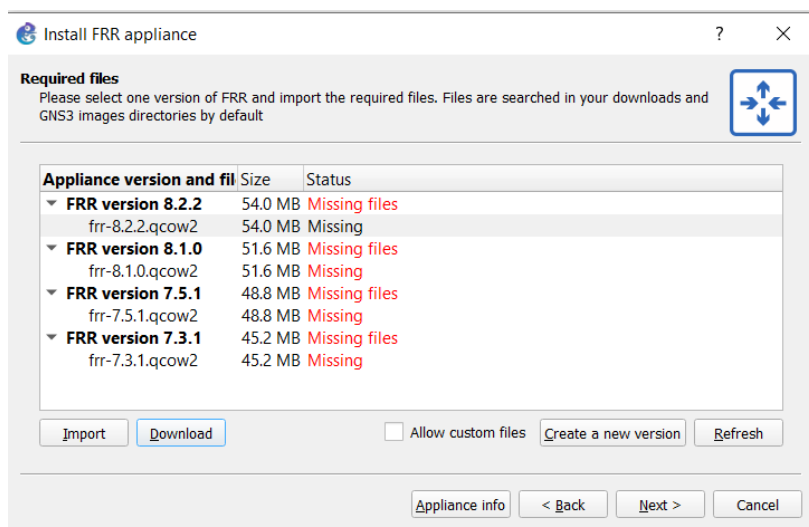 Install FRR appliance ?
Required files
Please select one version of FRR and import the required files. Files are searched in your downloads and
GNS3 images directories by default
Appliance version and fil Size Status
FRR version 8.2.2 54.0 MB Missing files
frr-8.2.2.qcow2 54.0 MB Missing
FRR version 8.1.0 51.6 MB Missing files
frr-8.1.0.qcow2 51.6 MB Missing
FRR version 7.5.1 48.8 MB Missing files
frr-7.5.1.qcow2 48.8 MB Missing
FRR version 7.3.1 45.2 MB Missing files
frr-7.3.1.qcow2 45.2 MB Missing
Import Download Allow custom files Create a new version Refresh
Appliance info < Back Next > Cancel